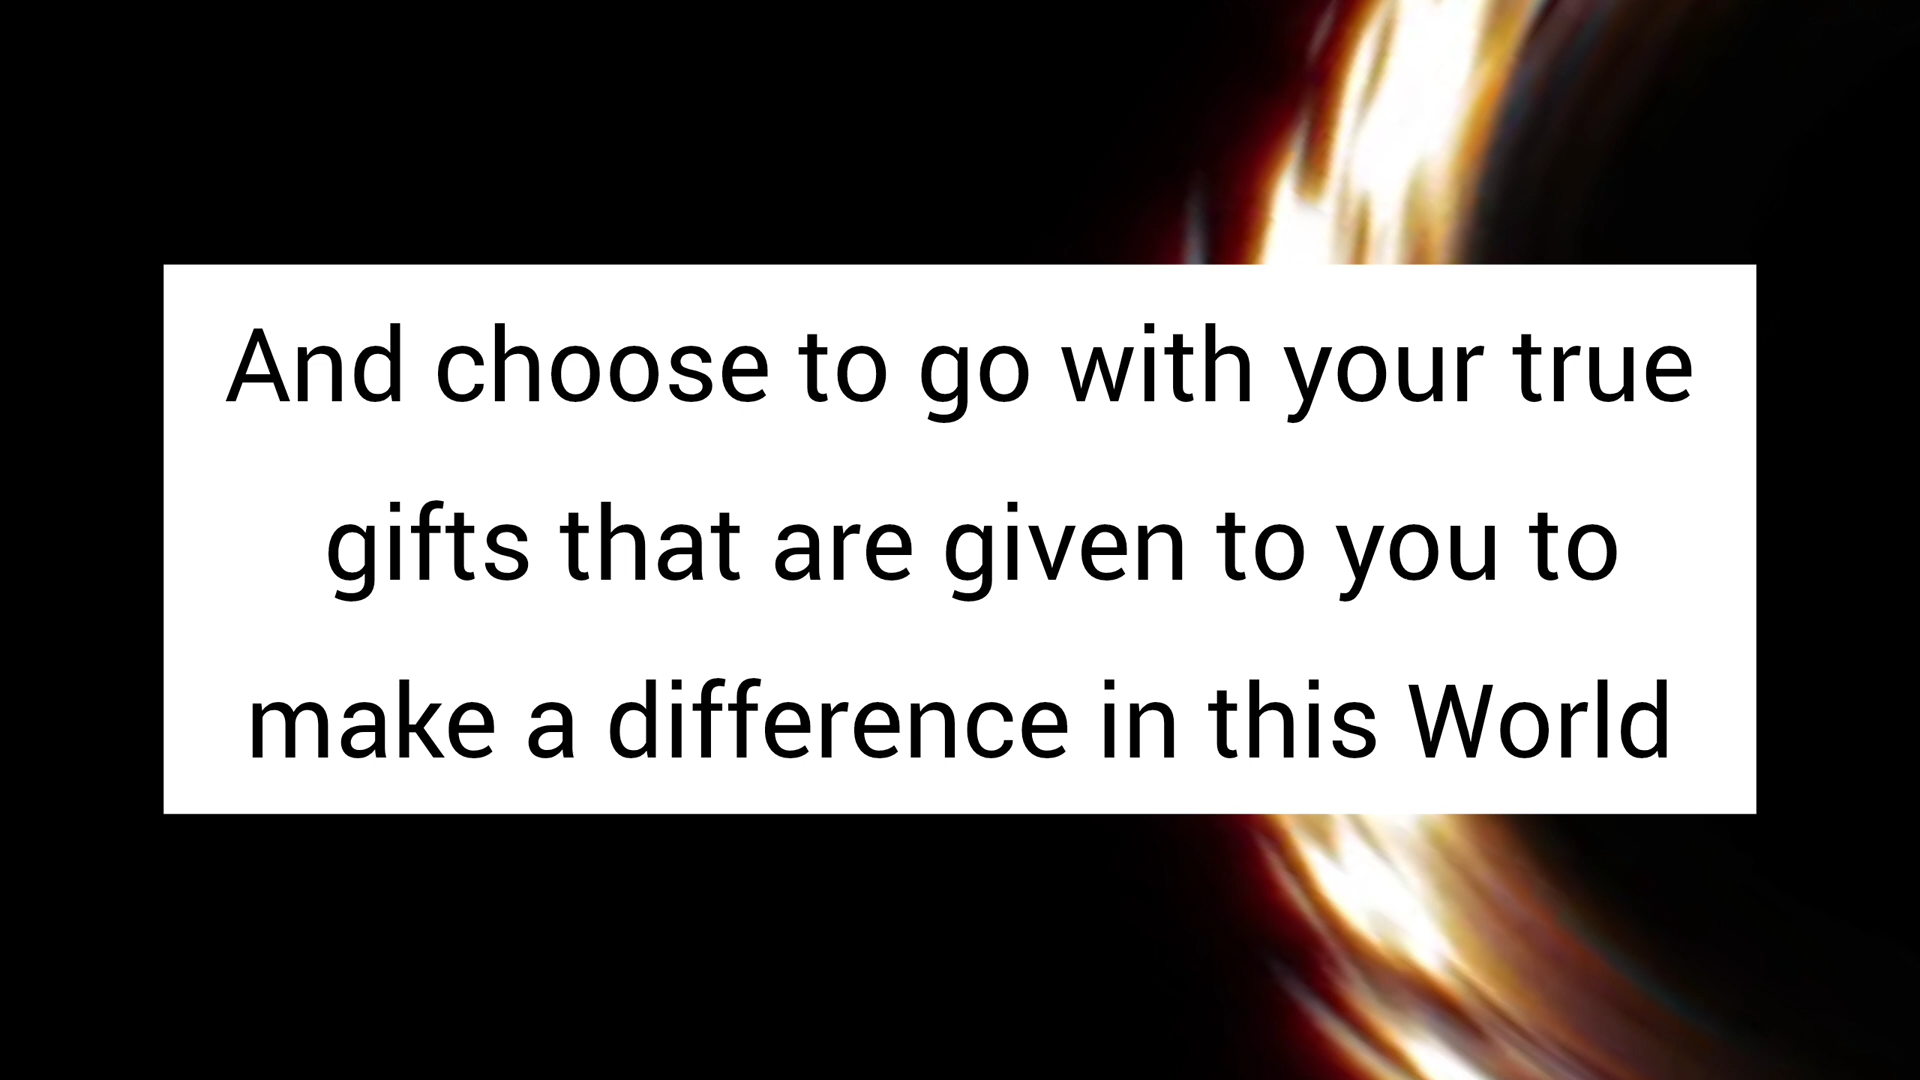 And choose to go with your true
gifts that are given to you to
make a difference in this World